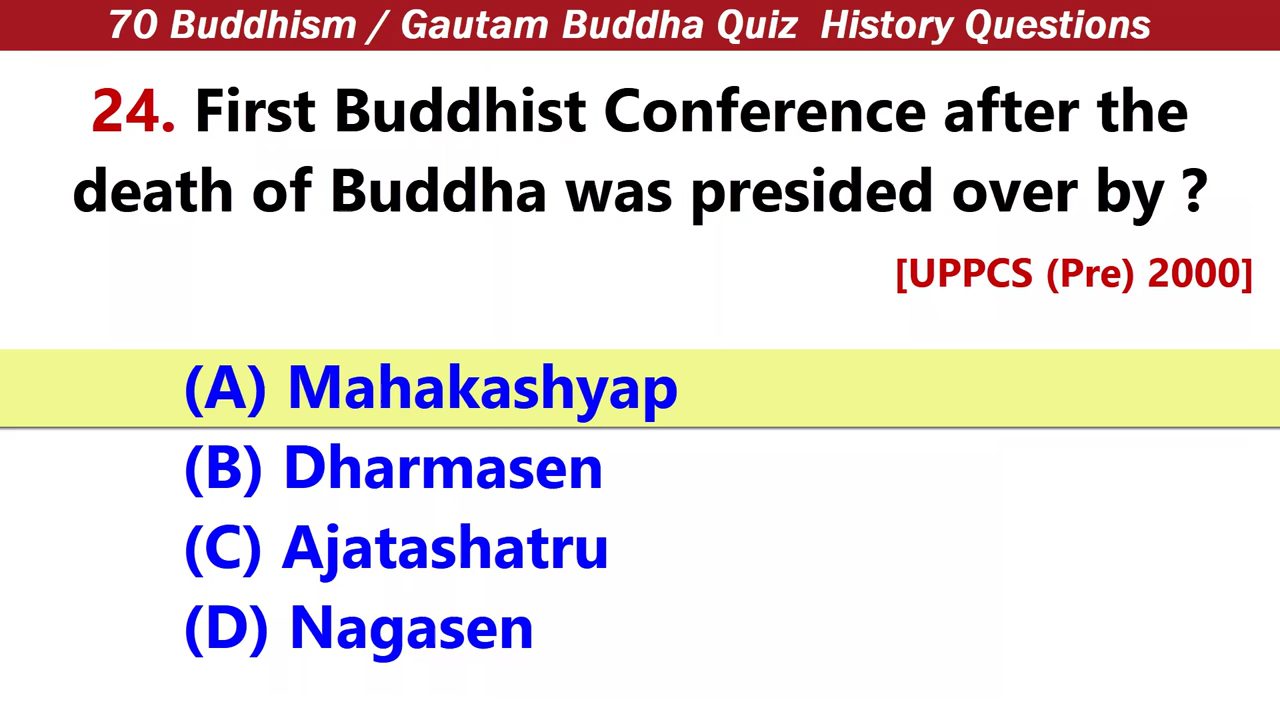 70 Buddhism / Gautam Buddha Quiz History Questions
24. First Buddhist Conference after the
death of Buddha was presided over by ?
[UPPCS (Pre) 2000]
(A) Mahakashyap
(B) Dharmasen
(C) Ajatashatru
(D) Nagasen